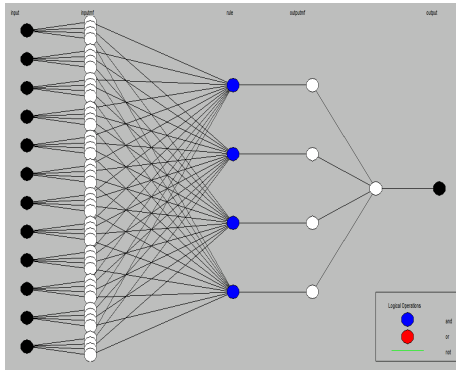 input inputmf rule outputmf output
Logical Operations
and
or
not